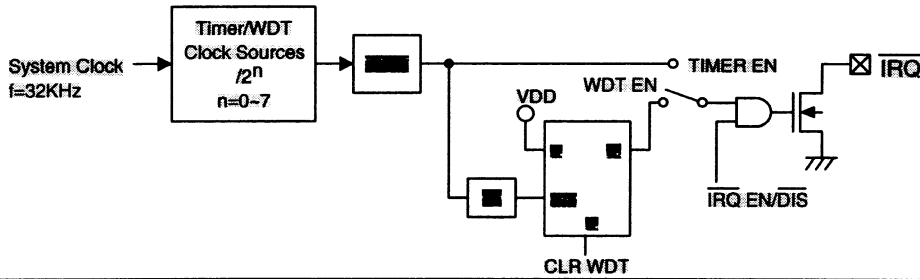 Timer/WDT
Clock Sources
/2ⁿ
n=0~7
System Clock
f=32KHz
TIMER EN
WDT EN
VDD
IRQ
IRQ EN/DIS
CLR WDT